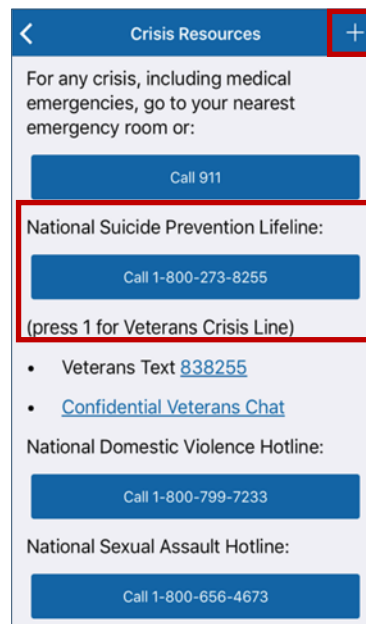 Crisis Resources
For any crisis, including medical
emergencies, go to your nearest
emergency room or:
Call 911
National Suicide Prevention Lifeline:
Call 1-800-273-8255
(press 1 for Veterans Crisis Line)
• Veterans Text 838255
• Confidential Veterans Chat
National Domestic Violence Hotline:
Call 1-800-799-7233
National Sexual Assault Hotline:
Call 1-800-656-4673